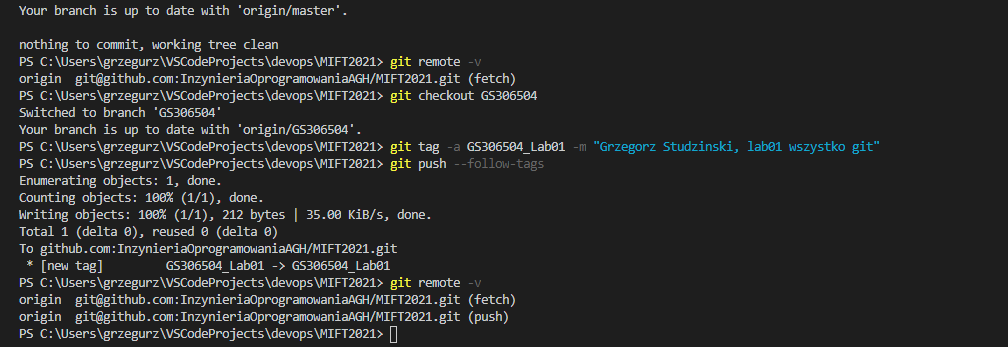 Your branch is up to date with 'origin/master'.
nothing to commit, working tree clean
PS C:\Users\grzegurz\VSCodeProjects\devops\MIFT2021> git remote -v
origin  git@github.com:InzynieriaOprogramowaniaAGH/MIFT2021.git (fetch)
PS C:\Users\grzegurz\VSCodeProjects\devops\MIFT2021> git checkout GS306504
Switched to branch 'GS306504'
Your branch is up to date with 'origin/GS306504'.
PS C:\Users\grzegurz\VSCodeProjects\devops\MIFT2021> git tag -a GS306504_Lab01 -m "Grzegorz Studzinski, lab01 wszystko git"
PS C:\Users\grzegurz\VSCodeProjects\devops\MIFT2021> git push --follow-tags
Enumerating objects: 1, done.
Counting objects: 100% (1/1), done.
Writing objects: 100% (1/1), 212 bytes | 35.00 KiB/s, done.
Total 1 (delta 0), reused 0 (delta 0)
To github.com:InzynieriaOprogramowaniaAGH/MIFT2021.git
 * [new tag]         GS306504_Lab01 -> GS306504_Lab01
PS C:\Users\grzegurz\VSCodeProjects\devops\MIFT2021> git remote -v
origin  git@github.com:InzynieriaOprogramowaniaAGH/MIFT2021.git (fetch)
origin  git@github.com:InzynieriaOprogramowaniaAGH/MIFT2021.git (push)
PS C:\Users\grzegurz\VSCodeProjects\devops\MIFT2021>